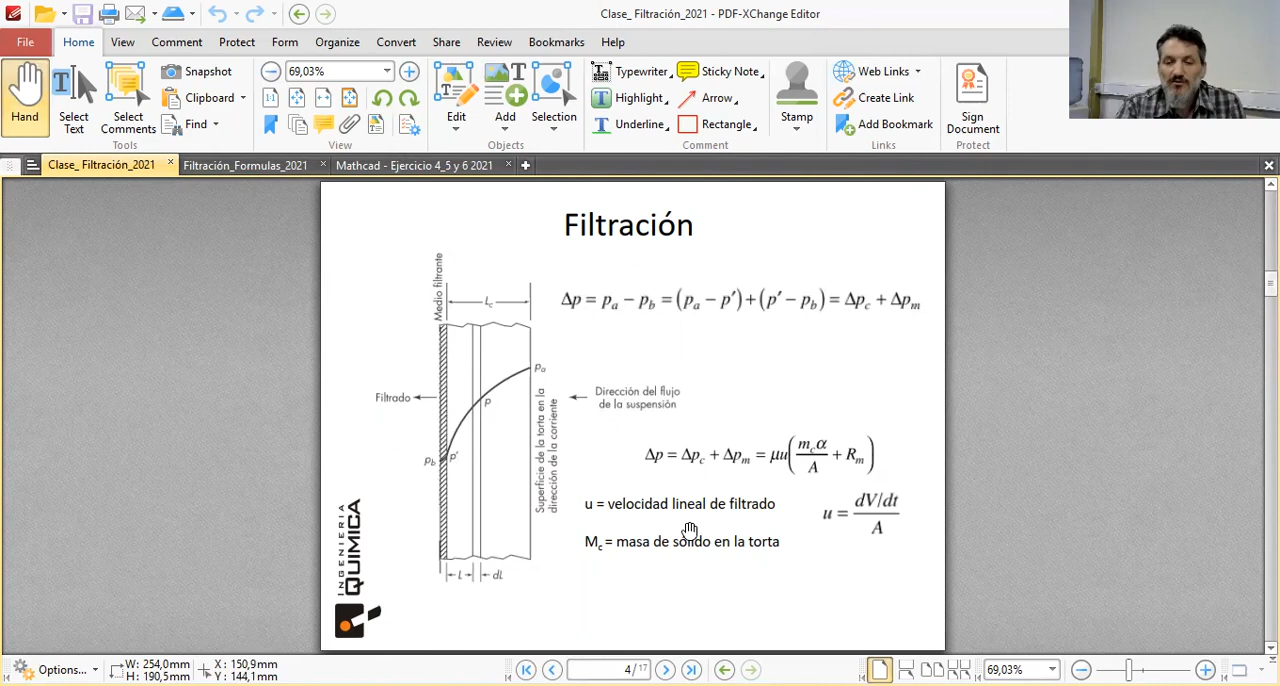 Clase_ Filtración_2021 - PDF-XChange Editor
File Home View Comment Protect Form Organize Convert Share Review Bookmarks Help
Hand
Select Text
Select Comments
Snapshot
Clipboard
Find
Tools
69,03%
View
Edit
Add
Selection
Objects
Typewriter
Highlight
Underline
Sticky Note
Arrow
Rectangle
Stamp
Comment
Web Links
Create Link
Add Bookmark
Links
Sign Document
Protect
Clase_ Filtración_2021
Filtración_Formulas_2021
Mathcad - Ejercicio 4_5 y 6 2021
Filtración
Medio filtrante
L_c
Δp = p_a − p_b = (p_a − p′) + (p′ − p_b) = Δp_c + Δp_m
p_a
p
Filtrado
Dirección del flujo
de la suspensión
Superficie de la torta en la
dirección de la corriente
p_b
p′
Δp = Δp_c + Δp_m = μu(m_cα/A + R_m)
u = velocidad lineal de filtrado
u = dV/dt / A
M_c = masa de sólido en la torta
L
dL
INGENIERIA
QUIMICA
Options...
W: 254,0mm
H: 190,5mm
X: 150,9mm
Y: 144,1mm
4 / 17
69,03%